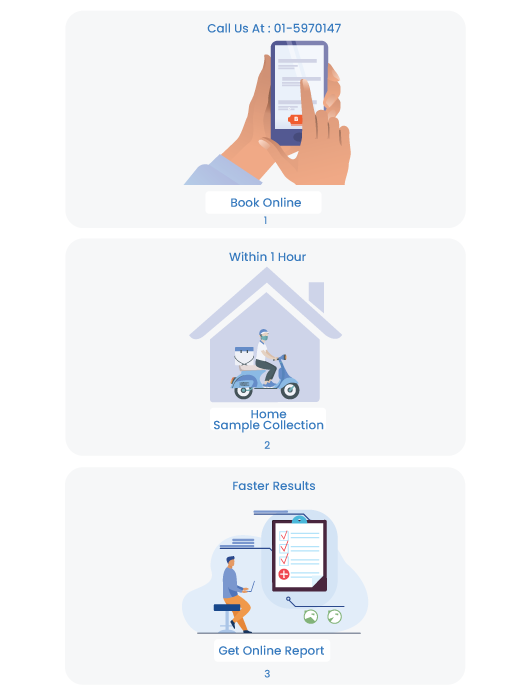 Call Us At : 01-5970147
Book Online
1
Within 1 Hour
Home
Sample Collection
2
Faster Results
Get Online Report
3